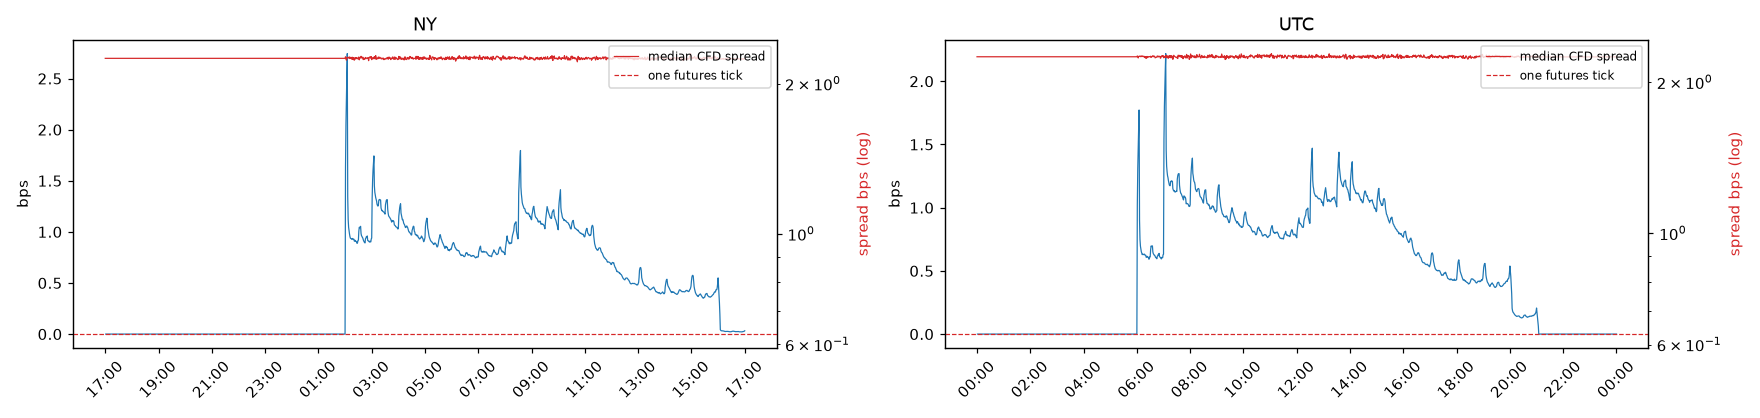 NY
bps
2.5
2.0
1.5
1.0
0.5
0.0
median CFD spread
one futures tick
2 × 10⁰
10⁰
6 × 10⁻¹
spread bps (log)
17:00
19:00
21:00
23:00
01:00
03:00
05:00
07:00
09:00
11:00
13:00
15:00
17:00
UTC
bps
2.0
1.5
1.0
0.5
0.0
median CFD spread
one futures tick
2 × 10⁰
10⁰
6 × 10⁻¹
spread bps (log)
00:00
02:00
04:00
06:00
08:00
10:00
12:00
14:00
16:00
18:00
20:00
22:00
00:00